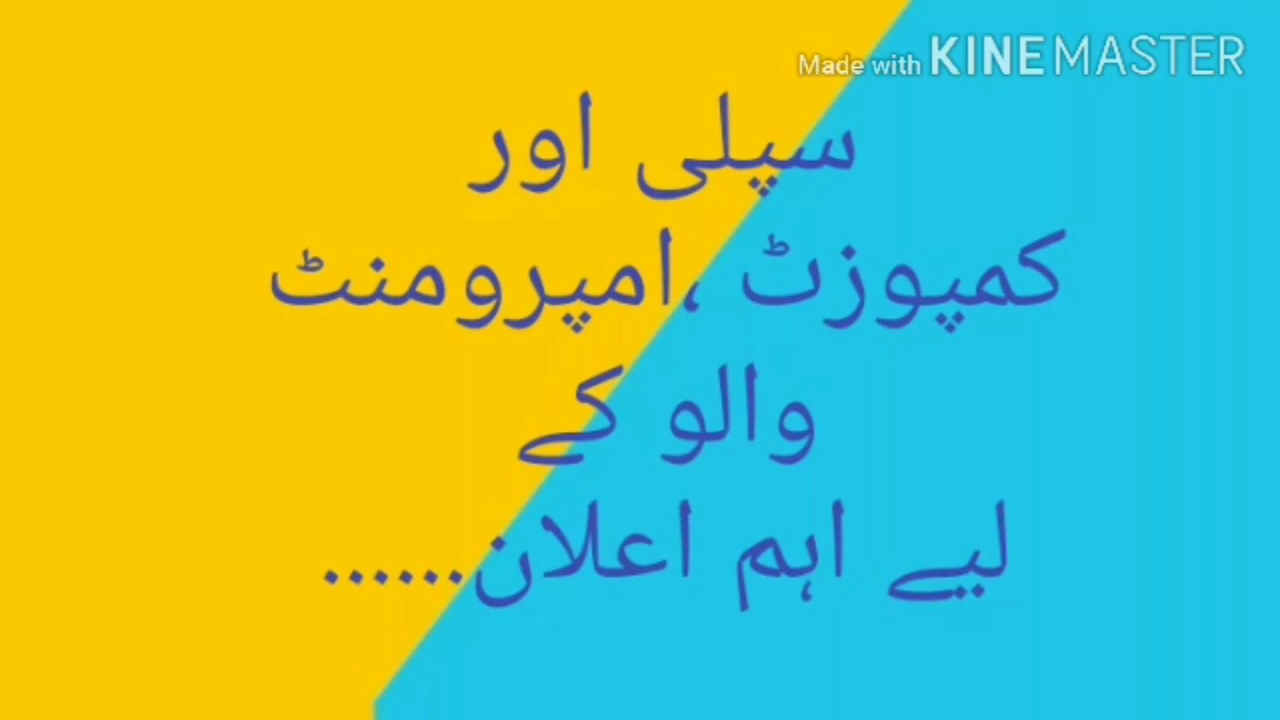 Made with KINEMASTER
سپلی اور
کمپوزٹ ،امپرومنٹ
والو کے
لیے اہم اعلان......